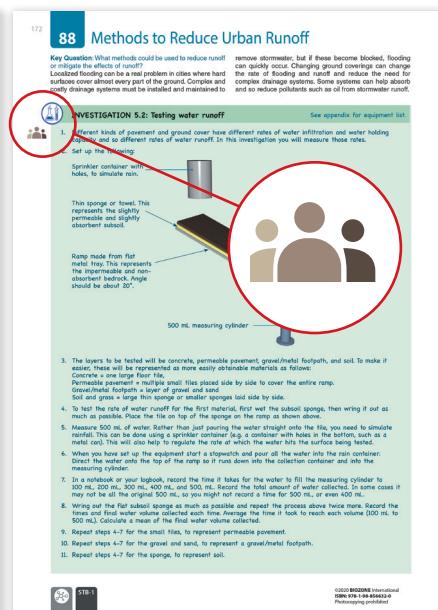 172
88 Methods to Reduce Urban Runoff
Key Question: What methods could be used to reduce runoff
or mitigate the effects of runoff?
Localized flooding can be a real problem in cities where hard
surfaces cover almost every part of the ground. Complex and
costly drainage systems must be installed and maintained to
remove stormwater, but if these become blocked, flooding
can quickly occur. Changing ground coverings can change
the rate of flooding and runoff and reduce the need for
complex drainage systems. Some systems can help absorb
and so reduce pollutants such as oil from stormwater runoff.
INVESTIGATION 5.2: Testing water runoff
See appendix for equipment list.
1. Different kinds of pavement and ground cover have different rates of water infiltration and water holding
capacity and so different rates of water runoff. In this investigation you will measure those rates.
2. Set up the following:
Sprinkler container with
holes, to simulate rain.
Thin sponge or towel. This
represents the slightly
permeable and slightly
absorbent subsoil.
Ramp made from flat
metal tray. This represents
the impermeable and non-
absorbent bedrock. Angle
should be about 20°.
500 mL measuring cylinder
3. The layers to be tested will be concrete, permeable pavement, gravel/metal footpath, and soil. To make it
easier, these will be represented as more easily obtainable materials as follows:
Concrete = one large floor tile,
Permeable pavement = multiple small tiles placed side by side to cover the entire ramp.
Gravel/metal footpath = layer of gravel and sand
Soil and grass = large thin sponge or smaller sponges laid side by side.
4. To test the rate of water runoff for the first material, first wet the subsoil sponge, then wring it out as
much as possible. Place the tile on top of the sponge on the ramp as shown above.
5. Measure 500 mL of water. Rather than just pouring the water straight onto the tile, you need to simulate
rainfall. This can be done using a sprinkler container (e.g. a container with holes in the bottom, such as a
metal can). This will also help to regulate the rate at which the water hits the surface being tested.
6. When you have set up the equipment start a stopwatch and pour all the water into the rain container.
Direct the water onto the top of the ramp so it runs down into the collection container and into the
measuring cylinder.
7. In a notebook or your logbook, record the time it takes for the water to fill the measuring cylinder to
100 mL, 200 mL, 300 mL, 400 mL, and 500 mL. Record the total amount of water collected. In some cases it
may not be all the original 500 mL, so you might not record a time for 500 mL, or even 400 mL.
8. Wring out the flat subsoil sponge as much as possible and repeat the process above twice more. Record the
times and final water volume collected each time. Average the time it took to reach each volume (100 mL to
500 mL). Calculate a mean of the final water volume collected.
9. Repeat steps 4-7 for the small tiles, to represent permeable pavement.
10. Repeat steps 4-7 for the gravel and sand, to represent a gravel/metal footpath.
11. Repeat steps 4-7 for the sponge, to represent soil.
STB-1
©2020 BIOZONE International
ISBN: 978-1-98-856632-0
Photocopying prohibited